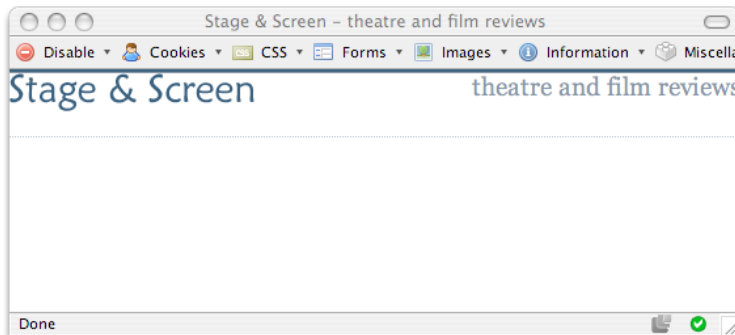 Stage & Screen – theatre and film reviews
Disable Cookies CSS Forms Images Information Miscella
Stage & Screen theatre and film reviews
Done